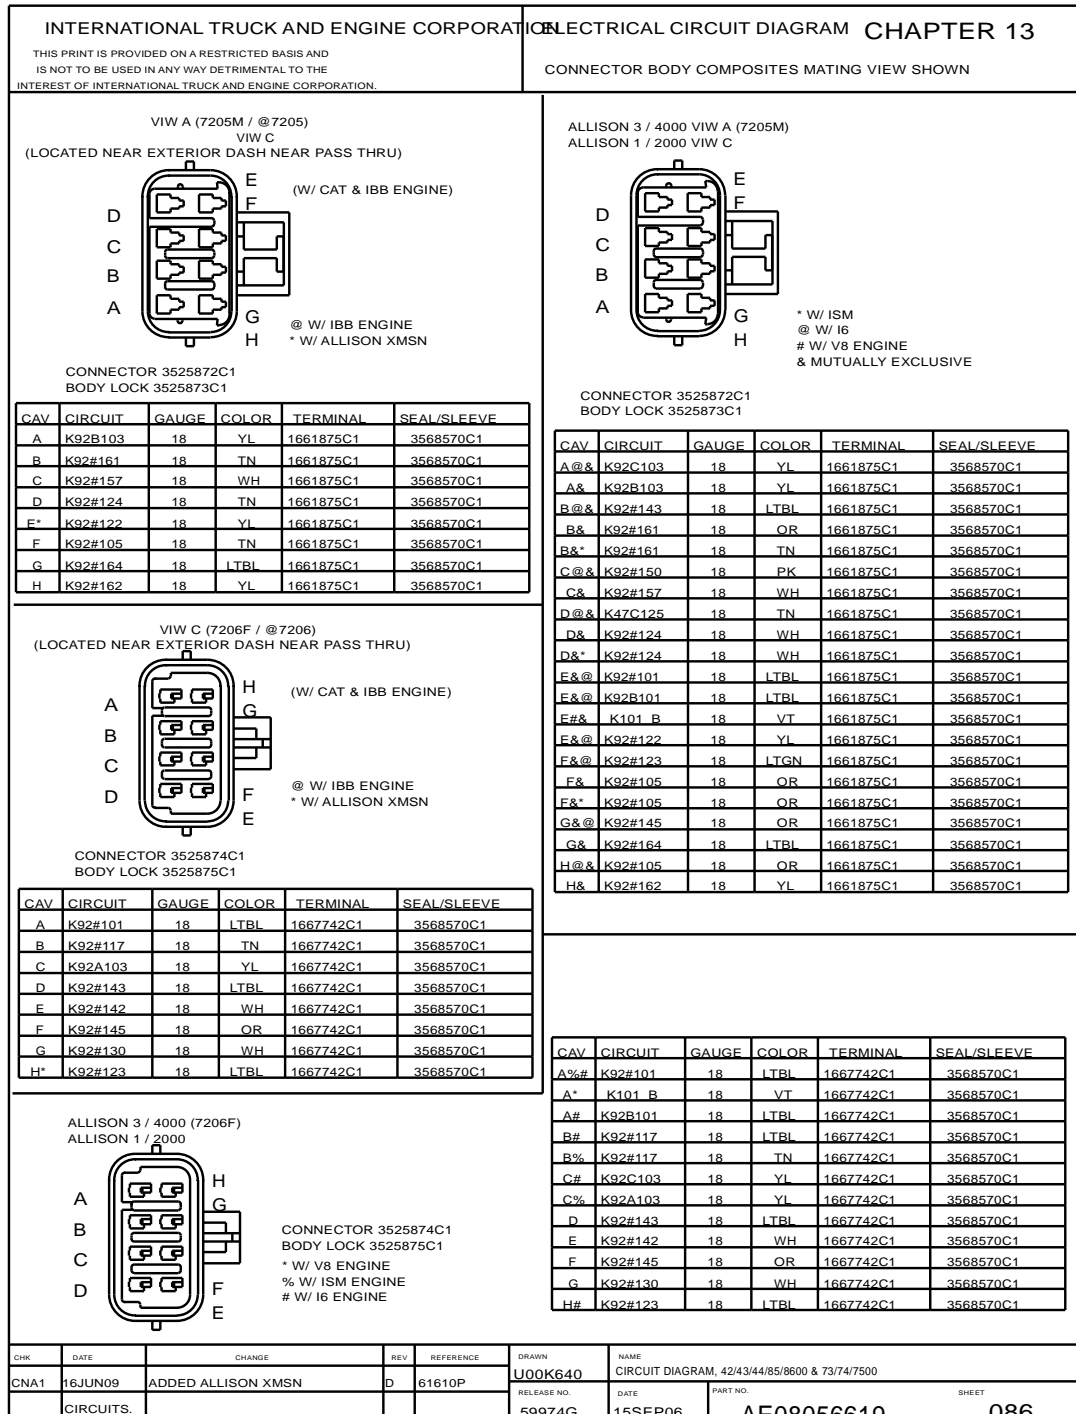 INTERNATIONAL TRUCK AND ENGINE CORPORATION
THIS PRINT IS PROVIDED ON A RESTRICTED BASIS AND
IS NOT TO BE USED IN ANY WAY DETRIMENTAL TO THE
INTEREST OF INTERNATIONAL TRUCK AND ENGINE CORPORATION.
ELECTRICAL CIRCUIT DIAGRAM CHAPTER 13
CONNECTOR BODY COMPOSITES MATING VIEW SHOWN
VIW A (7205M / @7205)
VIW C
(LOCATED NEAR EXTERIOR DASH NEAR PASS THRU)
(W/ CAT & IBB ENGINE)
E
F
D
C
B
A
G
H
@ W/ IBB ENGINE
* W/ ALLISON XMSN
CONNECTOR 3525872C1
BODY LOCK 3525873C1
CAV CIRCUIT GAUGE COLOR TERMINAL SEAL/SLEEVE
A K92B103 18 YL 1661875C1 3568570C1
B K92#161 18 TN 1661875C1 3568570C1
C K92#157 18 WH 1661875C1 3568570C1
D K92#124 18 TN 1661875C1 3568570C1
E* K92#122 18 YL 1661875C1 3568570C1
F K92#105 18 TN 1661875C1 3568570C1
G K92#164 18 LTBL 1661875C1 3568570C1
H K92#162 18 YL 1661875C1 3568570C1
VIW C (7206F / @7206)
(LOCATED NEAR EXTERIOR DASH NEAR PASS THRU)
(W/ CAT & IBB ENGINE)
H
G
A
B
C
D
F
E
@ W/ IBB ENGINE
* W/ ALLISON XMSN
CONNECTOR 3525874C1
BODY LOCK 3525875C1
CAV CIRCUIT GAUGE COLOR TERMINAL SEAL/SLEEVE
A K92#101 18 LTBL 1667742C1 3568570C1
B K92#117 18 TN 1667742C1 3568570C1
C K92A103 18 YL 1667742C1 3568570C1
D K92#143 18 LTBL 1667742C1 3568570C1
E K92#142 18 WH 1667742C1 3568570C1
F K92#145 18 OR 1667742C1 3568570C1
G K92#130 18 WH 1667742C1 3568570C1
H* K92#123 18 LTBL 1667742C1 3568570C1
ALLISON 3 / 4000 (7206F)
ALLISON 1 / 2000
H
G
A
B
C
D
F
E
CONNECTOR 3525874C1
BODY LOCK 3525875C1
* W/ V8 ENGINE
% W/ ISM ENGINE
# W/ I6 ENGINE
ALLISON 3 / 4000 VIW A (7205M)
ALLISON 1 / 2000 VIW C
E
F
D
C
B
A
G
H
* W/ ISM
@ W/ I6
# W/ V8 ENGINE
& MUTUALLY EXCLUSIVE
CONNECTOR 3525872C1
BODY LOCK 3525873C1
CAV CIRCUIT GAUGE COLOR TERMINAL SEAL/SLEEVE
A@& K92C103 18 YL 1661875C1 3568570C1
A& K92B103 18 YL 1661875C1 3568570C1
B@& K92#143 18 LTBL 1661875C1 3568570C1
B& K92#161 18 OR 1661875C1 3568570C1
B&* K92#161 18 TN 1661875C1 3568570C1
C@& K92#150 18 PK 1661875C1 3568570C1
C& K92#157 18 WH 1661875C1 3568570C1
D@& K47C125 18 TN 1661875C1 3568570C1
D& K92#124 18 WH 1661875C1 3568570C1
D&* K92#124 18 WH 1661875C1 3568570C1
E&@ K92#101 18 LTBL 1661875C1 3568570C1
E&@ K92B101 18 LTBL 1661875C1 3568570C1
E#& K101 B 18 VT 1661875C1 3568570C1
E&@ K92#122 18 YL 1661875C1 3568570C1
F&@ K92#123 18 LTGN 1661875C1 3568570C1
F& K92#105 18 OR 1661875C1 3568570C1
F&* K92#105 18 OR 1661875C1 3568570C1
G&@ K92#145 18 OR 1661875C1 3568570C1
G& K92#164 18 LTBL 1661875C1 3568570C1
H@& K92#105 18 OR 1661875C1 3568570C1
H& K92#162 18 YL 1661875C1 3568570C1
CAV CIRCUIT GAUGE COLOR TERMINAL SEAL/SLEEVE
A%# K92#101 18 LTBL 1667742C1 3568570C1
A* K101 B 18 VT 1667742C1 3568570C1
A# K92B101 18 LTBL 1667742C1 3568570C1
B# K92#117 18 LTBL 1667742C1 3568570C1
B% K92#117 18 TN 1667742C1 3568570C1
C# K92C103 18 YL 1667742C1 3568570C1
C% K92A103 18 YL 1667742C1 3568570C1
D K92#143 18 LTBL 1667742C1 3568570C1
E K92#142 18 WH 1667742C1 3568570C1
F K92#145 18 OR 1667742C1 3568570C1
G K92#130 18 WH 1667742C1 3568570C1
H# K92#123 18 LTBL 1667742C1 3568570C1
CHK DATE CHANGE REV REFERENCE
CNA1 16JUN09 ADDED ALLISON XMSN D 61610P
CIRCUITS.
DRAWN
U00K640
NAME
CIRCUIT DIAGRAM, 42/43/44/85/8600 & 73/74/7500
RELEASE NO. DATE PART NO. SHEET
59974G 15SEP06 AE08056619 086